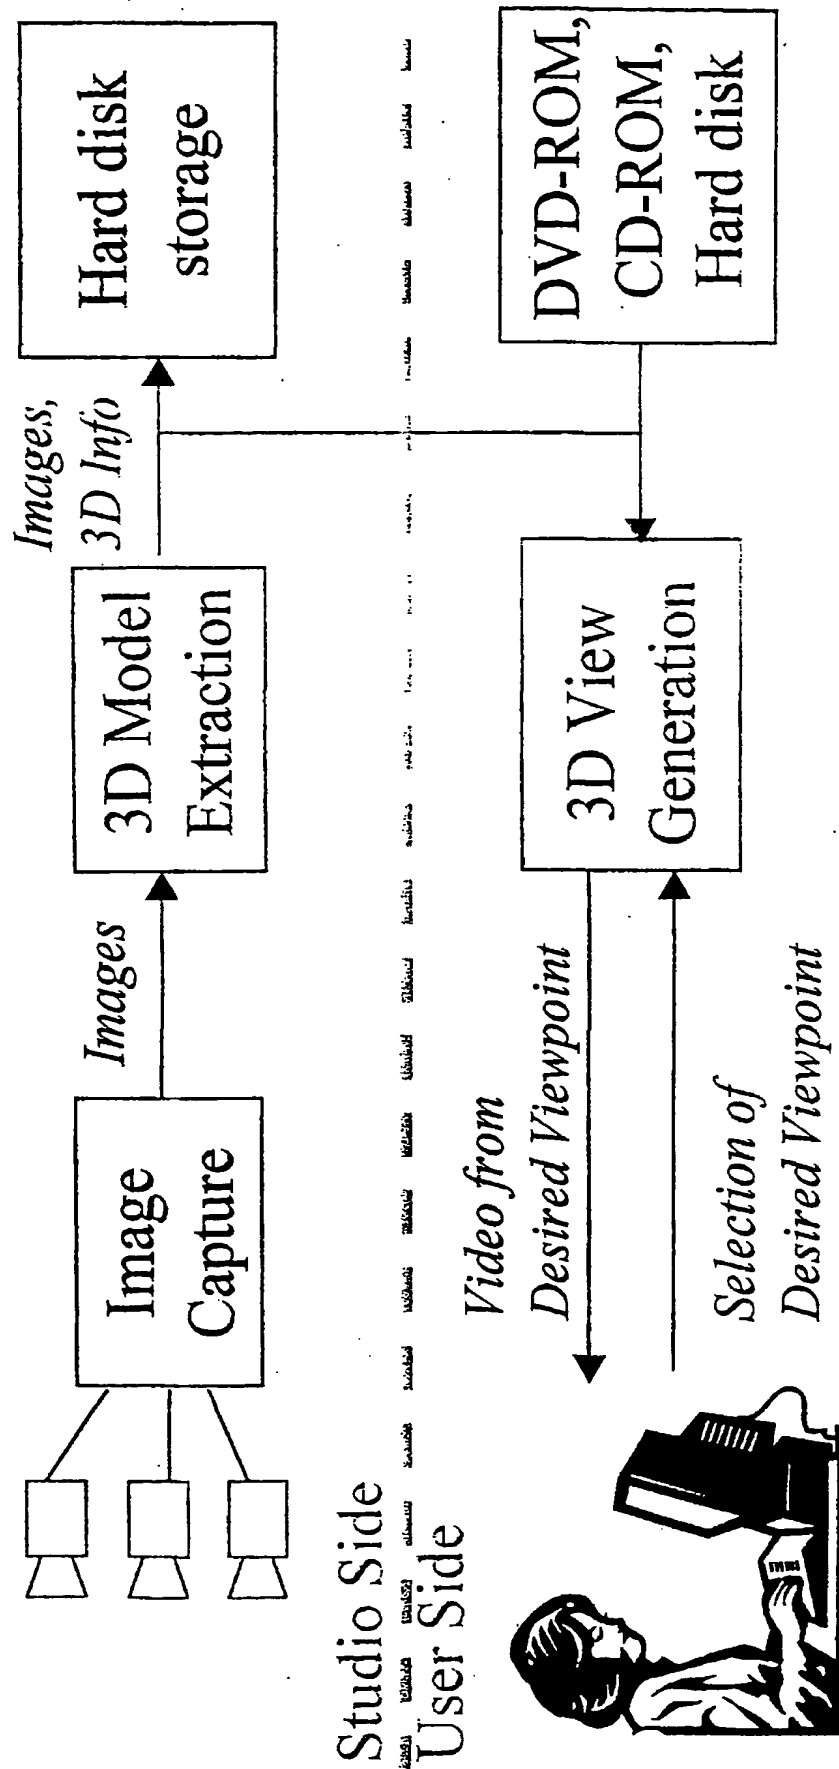 Image
Capture
Images
3D Model
Extraction
Images,
3D Info
Hard disk
storage
Studio Side
User Side
Video from
Desired Viewpoint
Selection of
Desired Viewpoint
3D View
Generation
DVD-ROM,
CD-ROM,
Hard disk